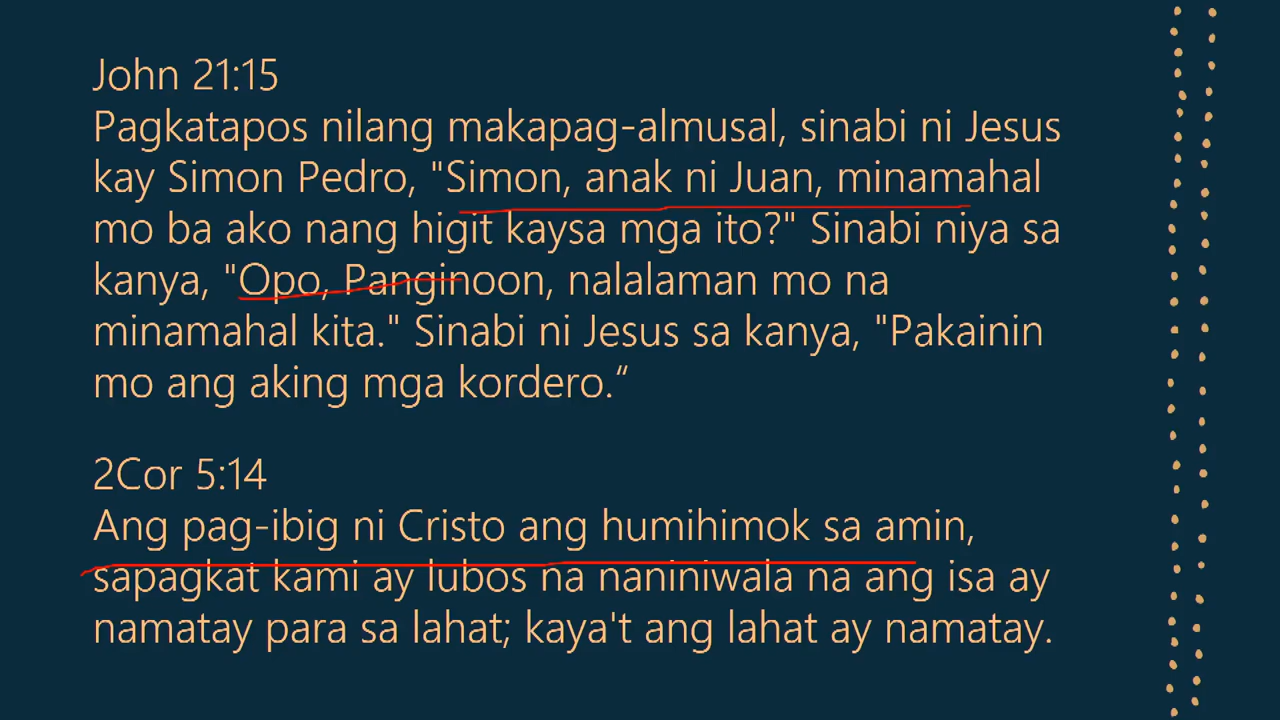 John 21:15
Pagkatapos nilang makapag-almusal, sinabi ni Jesus
kay Simon Pedro, "Simon, anak ni Juan, minamahal
mo ba ako nang higit kaysa mga ito?" Sinabi niya sa
kanya, "Opo, Panginoon, nalalaman mo na
minamahal kita." Sinabi ni Jesus sa kanya, "Pakainin
mo ang aking mga kordero.“
2Cor 5:14
Ang pag-ibig ni Cristo ang humihimok sa amin,
sapagkat kami ay lubos na naniniwala na ang isa ay
namatay para sa lahat; kaya't ang lahat ay namatay.